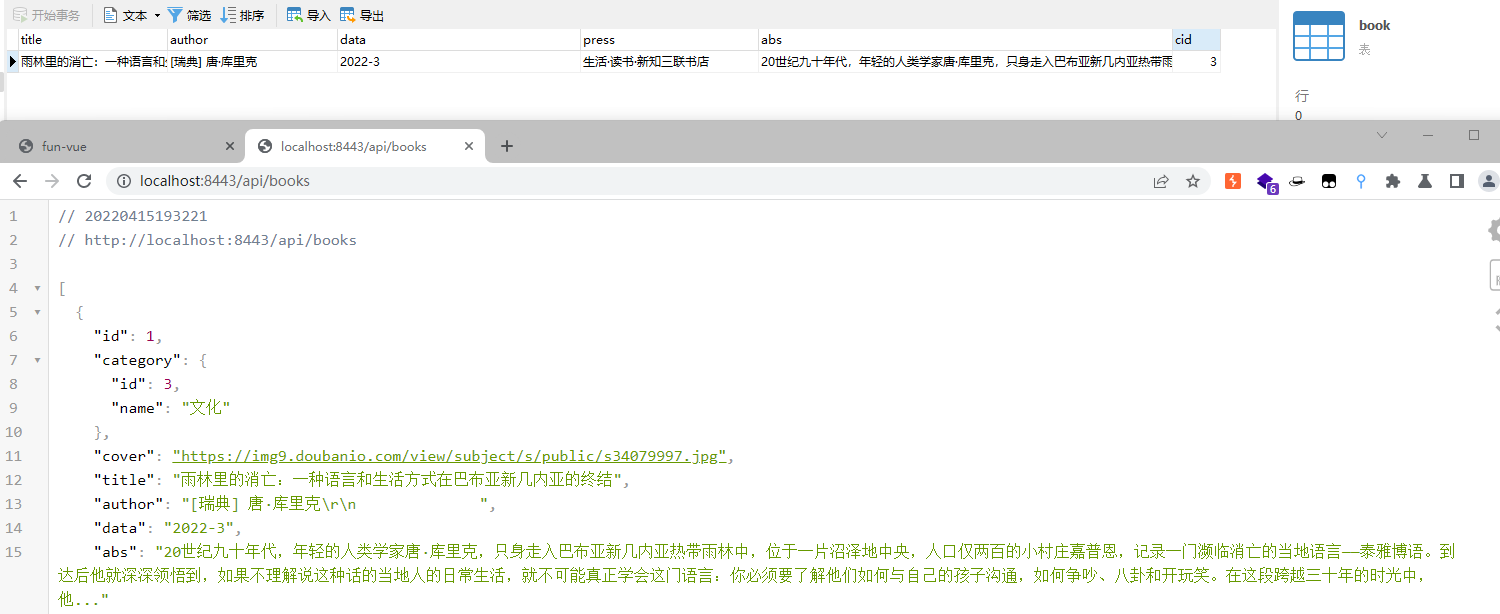 开始事务 文本 筛选 排序 导入 导出
title author data press abs cid
雨林里的消亡：一种语言和 [瑞典] 唐·库里克 2022-3 生活·读书·新知三联书店 20世纪九十年代，年轻的人类学家唐·库里克，只身走入巴布亚新几内亚热带雨 3
book
表
行
0
fun-vue localhost:8443/api/books
localhost:8443/api/books 6
1 // 20220415193221
2 // http://localhost:8443/api/books
3
4 [
5 {
6 "id": 1,
7 "category": {
8 "id": 3,
9 "name": "文化"
10 },
11 "cover": "https://img9.doubanio.com/view/subject/s/public/s34079997.jpg",
12 "title": "雨林里的消亡：一种语言和生活方式在巴布亚新几内亚的终结",
13 "author": "[瑞典] 唐·库里克\r\n              ",
14 "data": "2022-3",
15 "abs": "20世纪九十年代，年轻的人类学家唐·库里克，只身走入巴布亚新几内亚热带雨林中，位于一片沼泽地中央，人口仅两百的小村庄嘉普恩，记录一门濒临消亡的当地语言——泰雅博语。到
达后他就深深领悟到，如果不理解说这种话的当地人的日常生活，就不可能真正学会这门语言：你必须要了解他们如何与自己的孩子沟通，如何争吵、八卦和开玩笑。在这段跨越三十年的时光中，
他..."